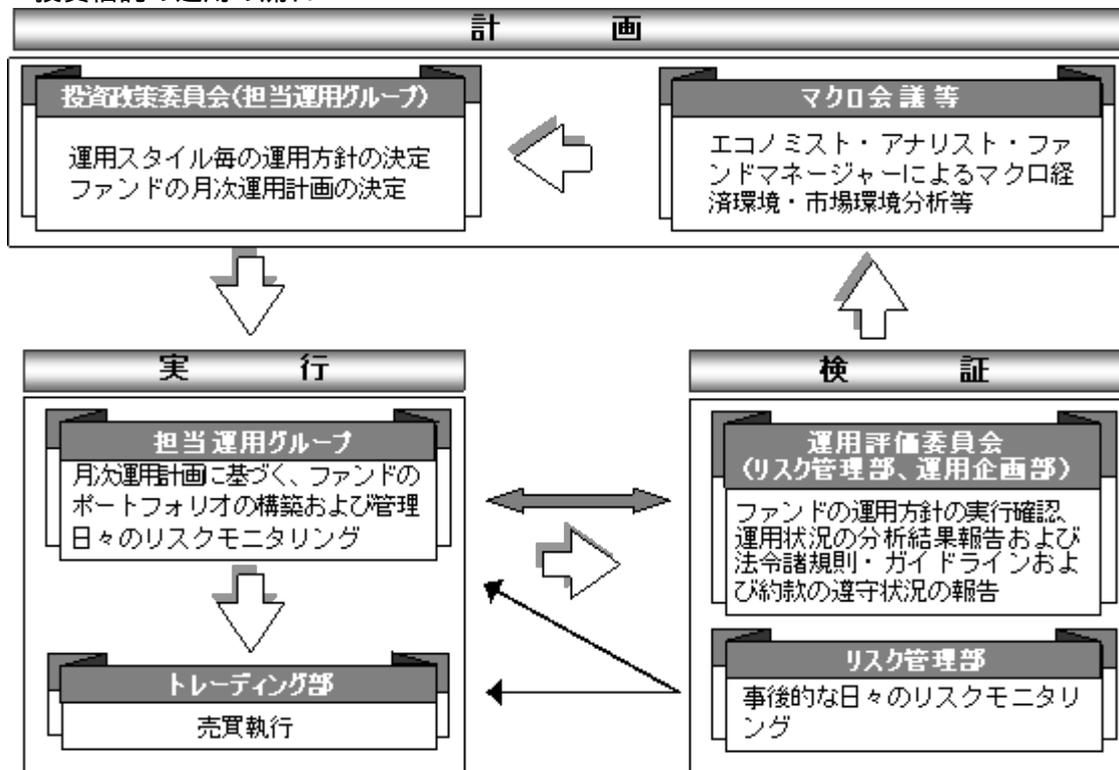 計 画
投資政策委員会(担当運用グループ)
運用スタイル毎の運用方針の決定
ファンドの月次運用計画の決定
マクロ会議等
エコノミスト・アナリスト・ファ
ンドマネージャーによるマクロ経
済環境・市場環境分析等
実 行
担当運用グループ
月次運用計画に基づく、ファンドの
ポートフォリオの構築および管理
日々のリスクモニタリング
トレーディング部
売買執行
検 証
運用評価委員会
(リスク管理部、運用企画部)
ファンドの運用方針の実行確認、
運用状況の分析結果報告および
法令諸規則・ガイドラインおよ
び約款の遵守状況の報告
リスク管理部
事後的な日々のリスクモニタリ
ング